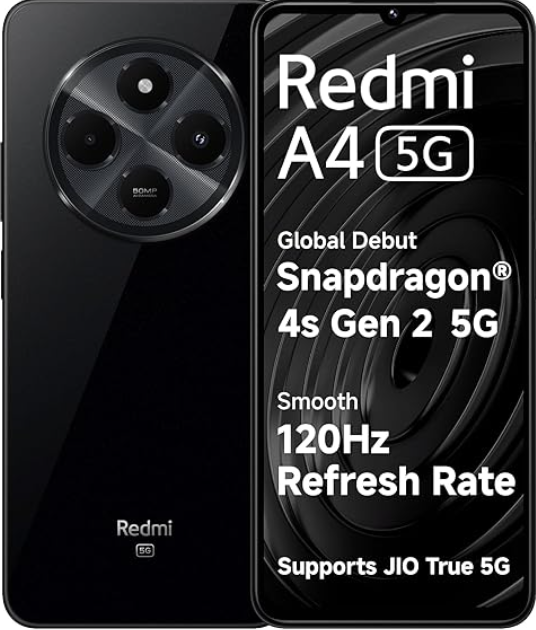 50MP
Redmi
5G
Redmi
A4 5G
Global Debut
Snapdragon®
4s Gen 2 5G
Smooth
120Hz
Refresh Rate
Supports JIO True 5G